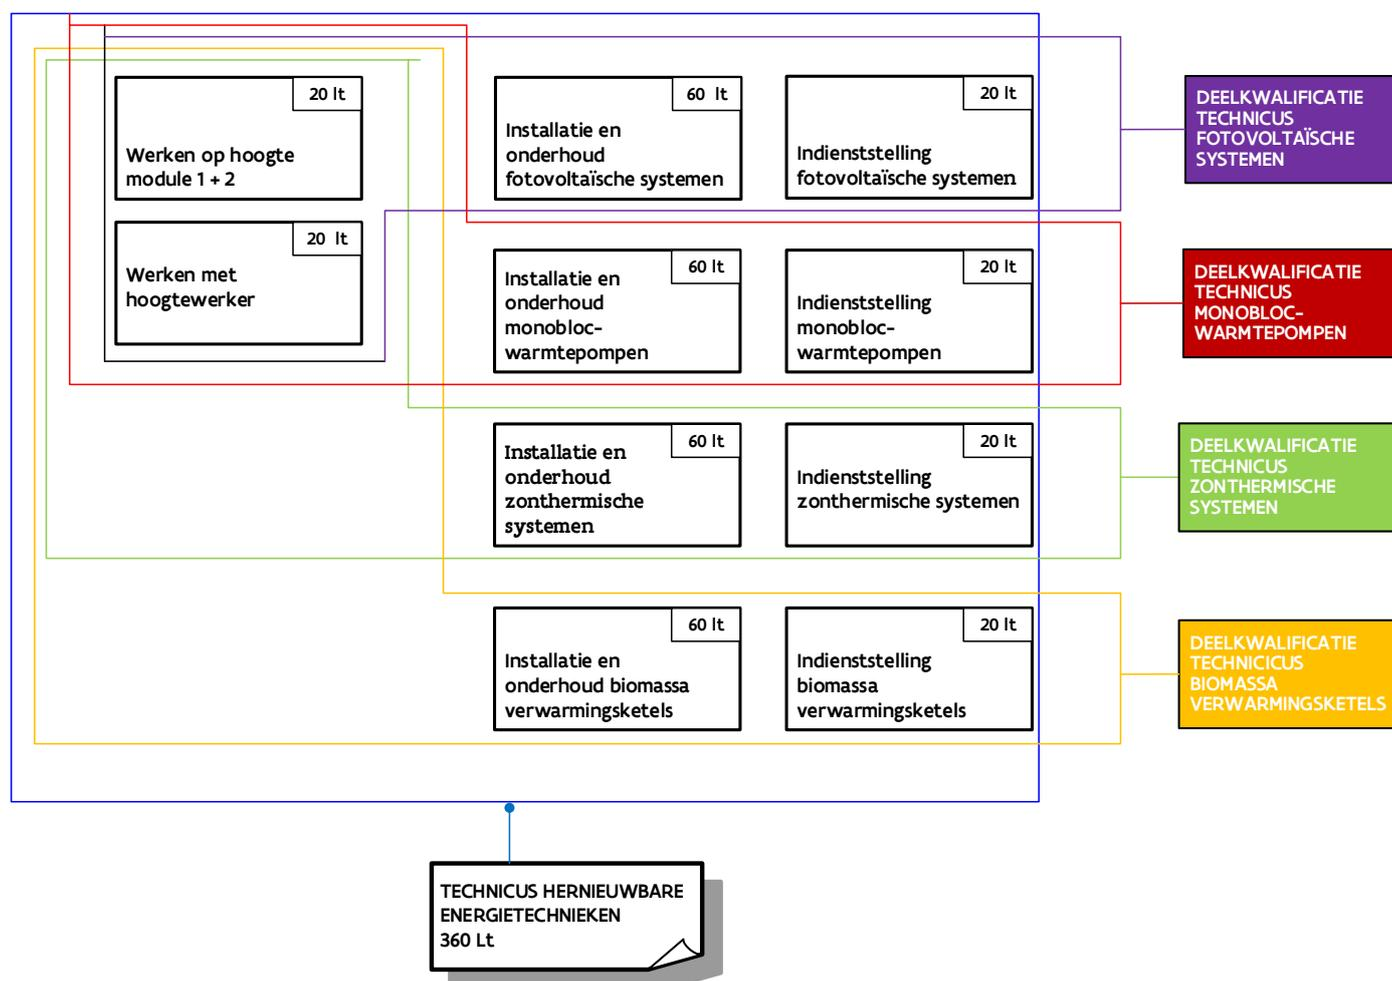 20 lt
Werken op hoogte
module 1 + 2
60 lt
Installatie en
onderhoud
fotovoltaïsche systemen
20 lt
Indienststelling
fotovoltaïsche systemen
DEELKWALIFICATIE
TECHNICUS
FOTOVOLTAÏSCHE
SYSTEMEN
20 lt
Werken met
hoogtewerker
60 lt
Installatie en
onderhoud
monobloc-
warmtepompen
20 lt
Indienststelling
monobloc-
warmtepompen
DEELKWALIFICATIE
TECHNICUS
MONOBLOC-
WARMTEPOMPEN
60 lt
Installatie en
onderhoud
zonthermische
systemen
20 lt
Indienststelling
zonthermische systemen
DEELKWALIFICATIE
TECHNICUS
ZONTHERMISCHE
SYSTEMEN
60 lt
Installatie en
onderhoud biomassa
verwarmingsketels
20 lt
Indienststelling
biomassa
verwarmingsketels
DEELKWALIFICATIE
TECHNICICUS
BIOMASSA
VERWARMINGSKETELS
TECHNICUS HERNIEUWBARE
ENERGIETECHNIEKEN
360 Lt